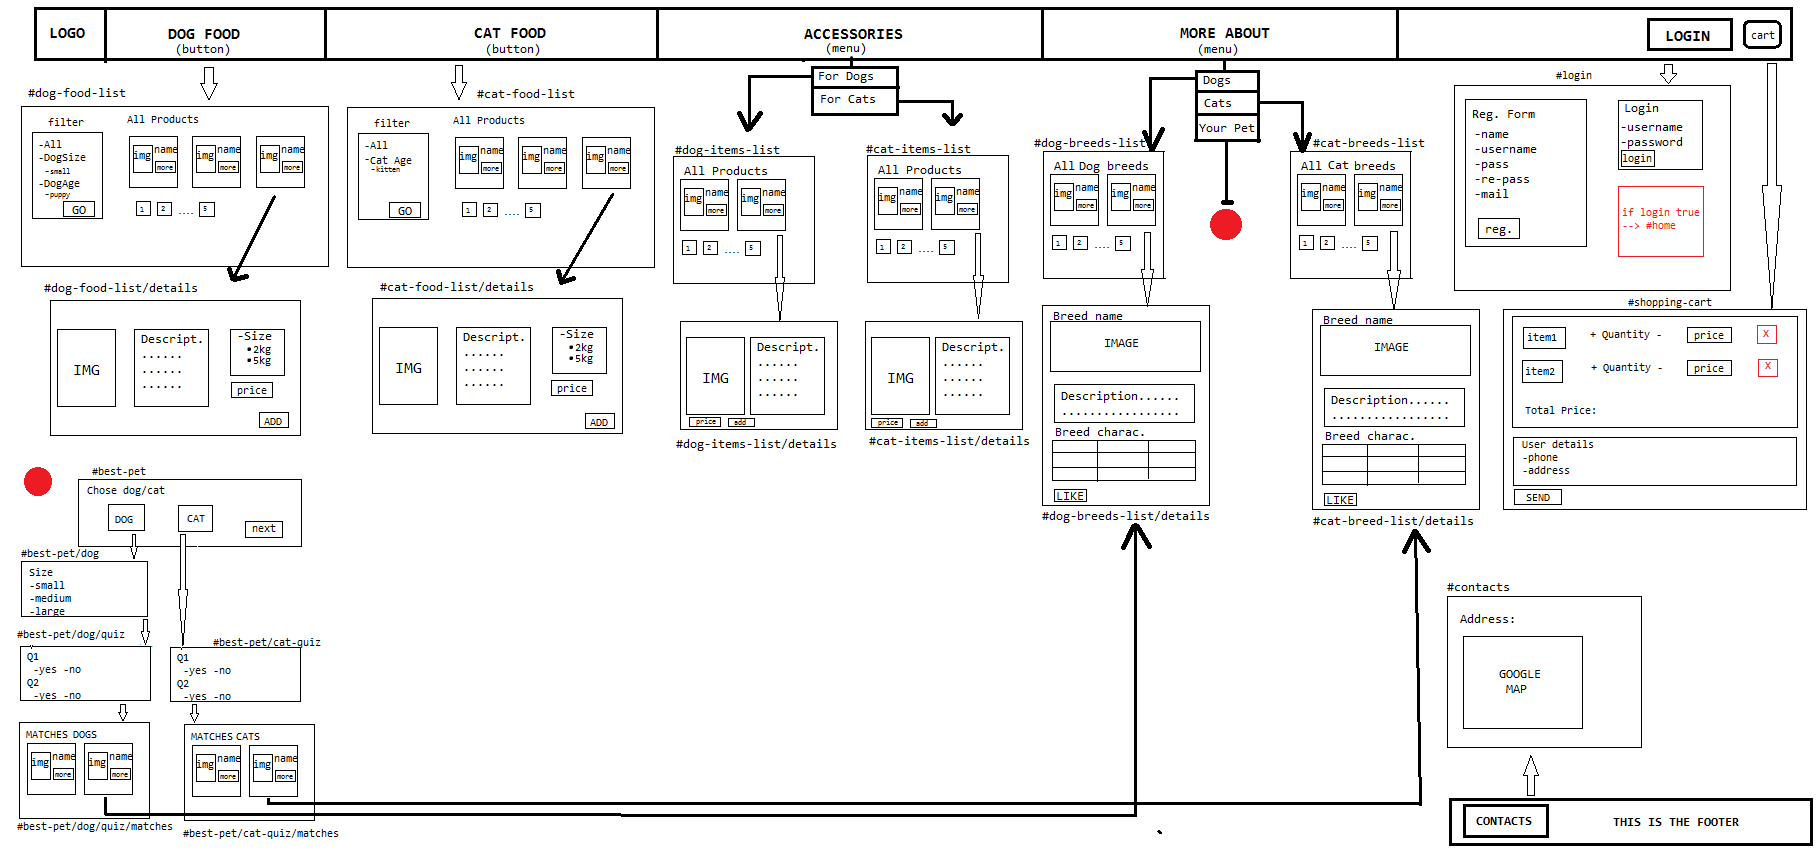 LOGO
DOG FOOD
(button)
CAT FOOD
(button)
ACCESSORIES
(menu)
MORE ABOUT
(menu)
LOGIN
cart
For Dogs
For Cats
Dogs
Cats
Your Pet
#dog-food-list
filter
-All
-DogSize
-small
-DogAge
-puppy
GO
All Products
img name more
img name more
img name more
1 2 .... 5
#cat-food-list
filter
-All
-Cat Age
-kitten
GO
All Products
img name more
img name more
img name more
1 2 .... 5
#dog-items-list
All Products
img name more
img name more
1 2 .... 5
#cat-items-list
All Products
img name more
img name more
1 2 .... 5
#dog-breeds-list
All Dog breeds
img name more
img name more
1 2 .... 5
#cat-breeds-list
All Cat breeds
img name more
img name more
1 2 .... 5
#login
Reg. Form
-name
-username
-pass
-re-pass
-mail
reg.
Login
-username
-password
login
if login true
--> #home
#dog-food-list/details
IMG
Descript.
......
......
......
-Size
•2kg
•5kg
price
ADD
#cat-food-list/details
IMG
Descript.
......
......
......
-Size
•2kg
•5kg
price
ADD
IMG
Descript.
......
......
......
price add
#dog-items-list/details
IMG
Descript.
......
......
......
price add
#cat-items-list/details
Breed name
IMAGE
Description......
.................
Breed charac.
LIKE
#dog-breeds-list/details
Breed name
IMAGE
Description......
.................
Breed charac.
LIKE
#cat-breed-list/details
#shopping-cart
item1 + Quantity - price X
item2 + Quantity - price X
Total Price:
User details
-phone
-address
SEND
#best-pet
Chose dog/cat
DOG
CAT
next
#best-pet/dog
Size
-small
-medium
-large
#best-pet/dog/quiz
Q1
-yes -no
Q2
-yes -no
#best-pet/cat-quiz
Q1
-yes -no
Q2
-yes -no
MATCHES DOGS
img name more
img name more
#best-pet/dog/quiz/matches
MATCHES CATS
img name more
img name more
#best-pet/cat-quiz/matches
#contacts
Address:
GOOGLE
MAP
CONTACTS
THIS IS THE FOOTER